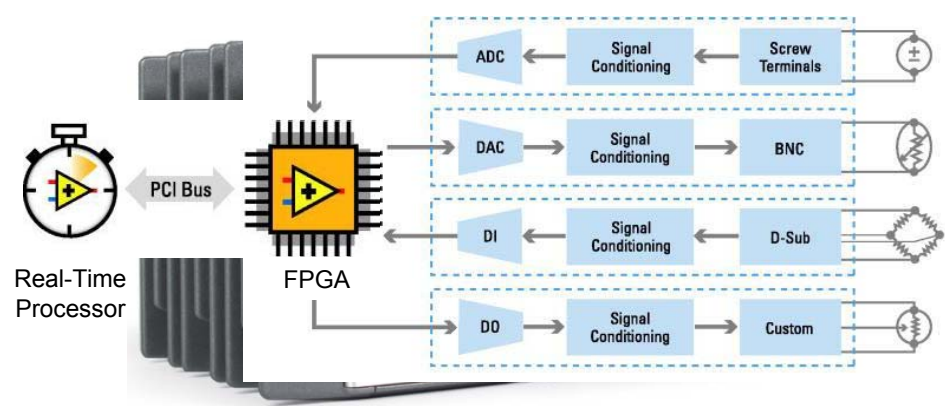 ADC
Signal
Conditioning
Screw
Terminals
±
DAC
Signal
Conditioning
BNC
PCI Bus
DI
Signal
Conditioning
D-Sub
Real-Time
Processor
FPGA
DO
Signal
Conditioning
Custom